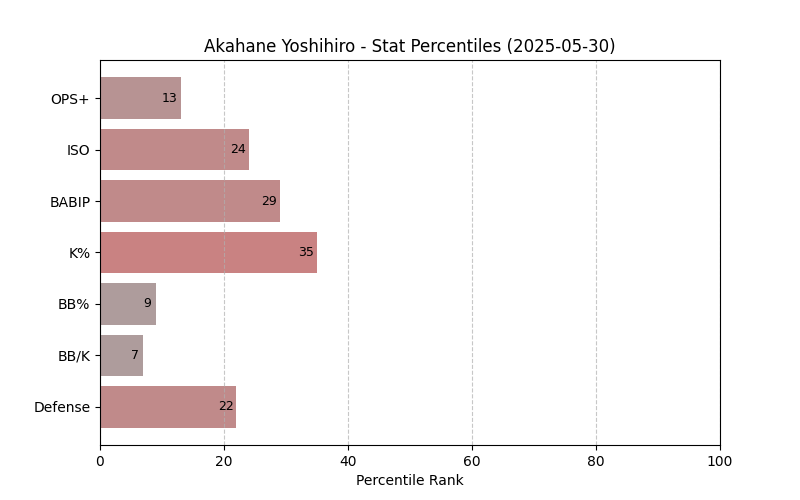 Akahane Yoshihiro - Stat Percentiles (2025-05-30)
OPS+ 13
ISO 24
BABIP 29
K% 35
BB% 9
BB/K 7
Defense 22
0 20 40 60 80 100
Percentile Rank